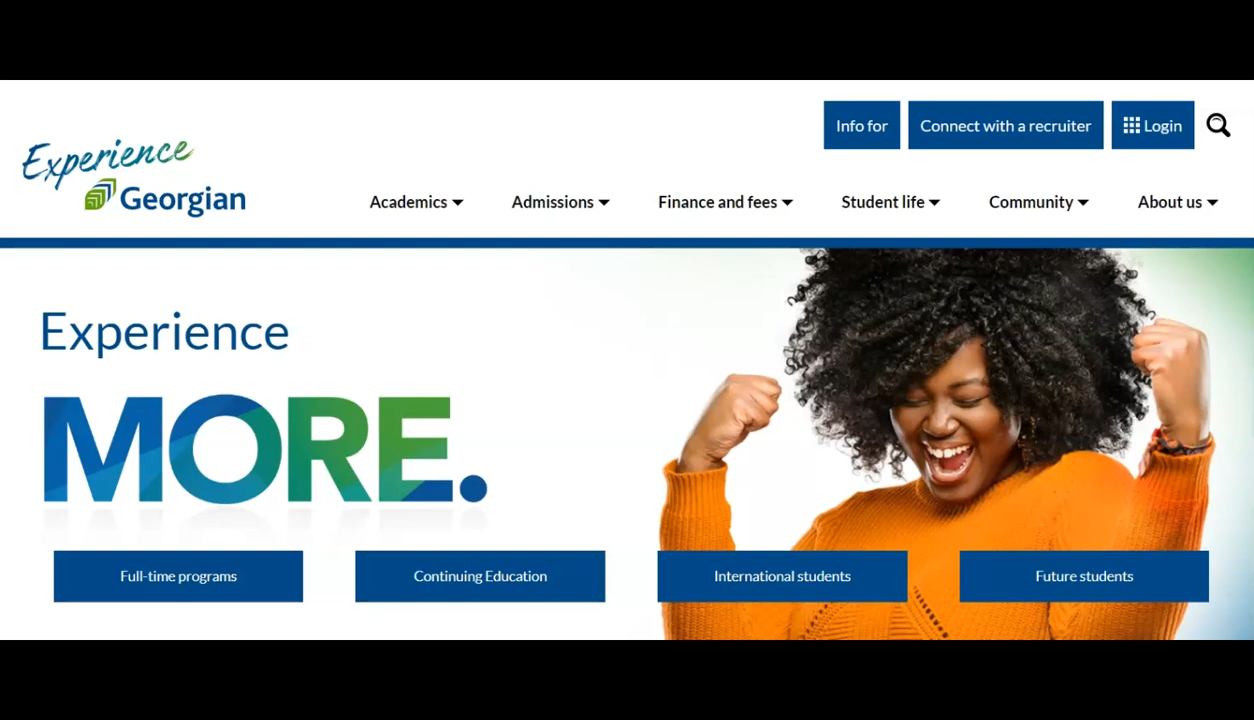 Info for
Connect with a recruiter
Login
Experience
Georgian
Academics
Admissions
Finance and fees
Student life
Community
About us
Experience
MORE.
Full-time programs
Continuing Education
International students
Future students